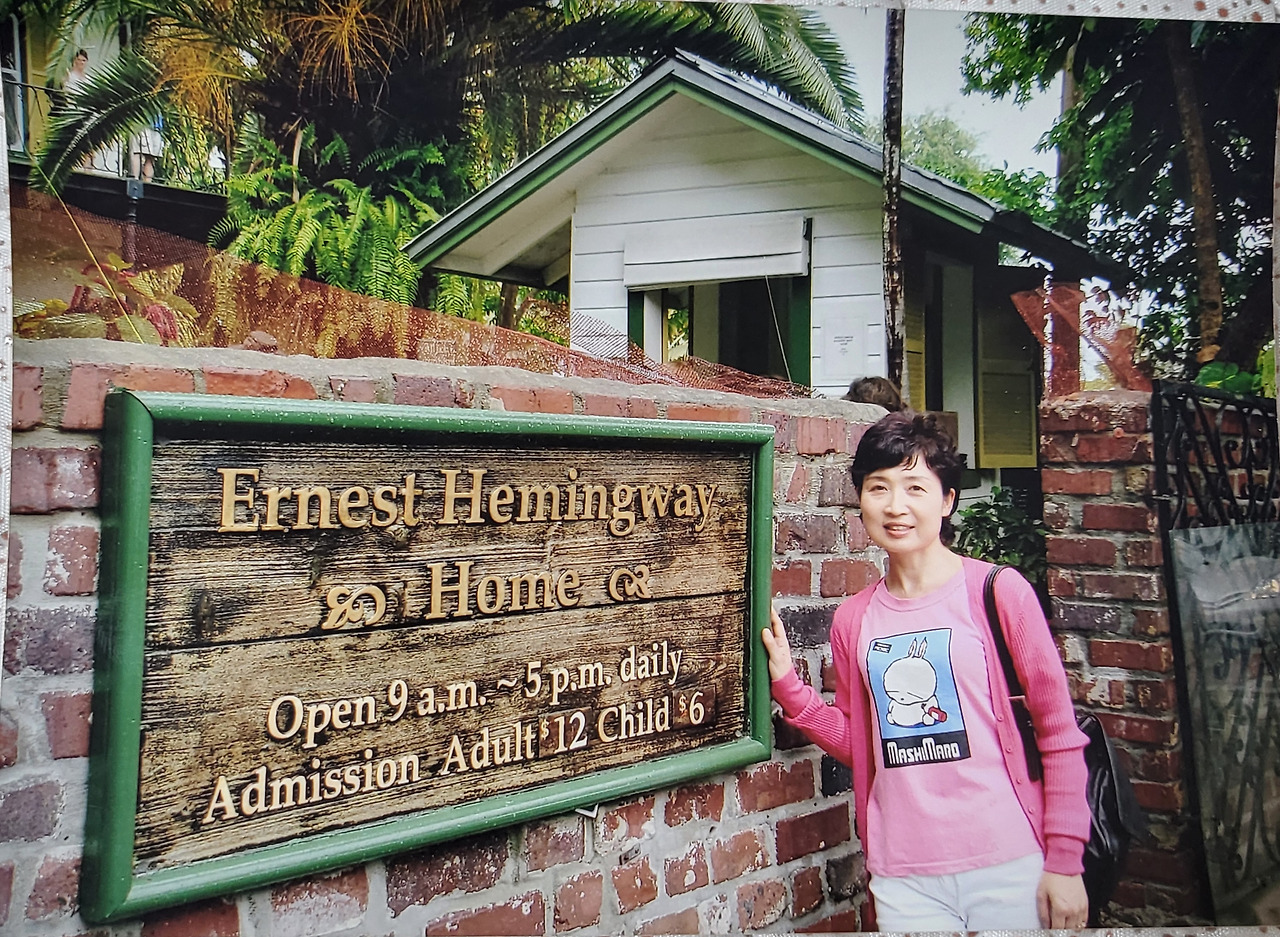 Ernest Hemingway
Home
Open 9 a.m. ~ 5 p.m. daily
Admission Adult $12 Child $6
MASHIMARO